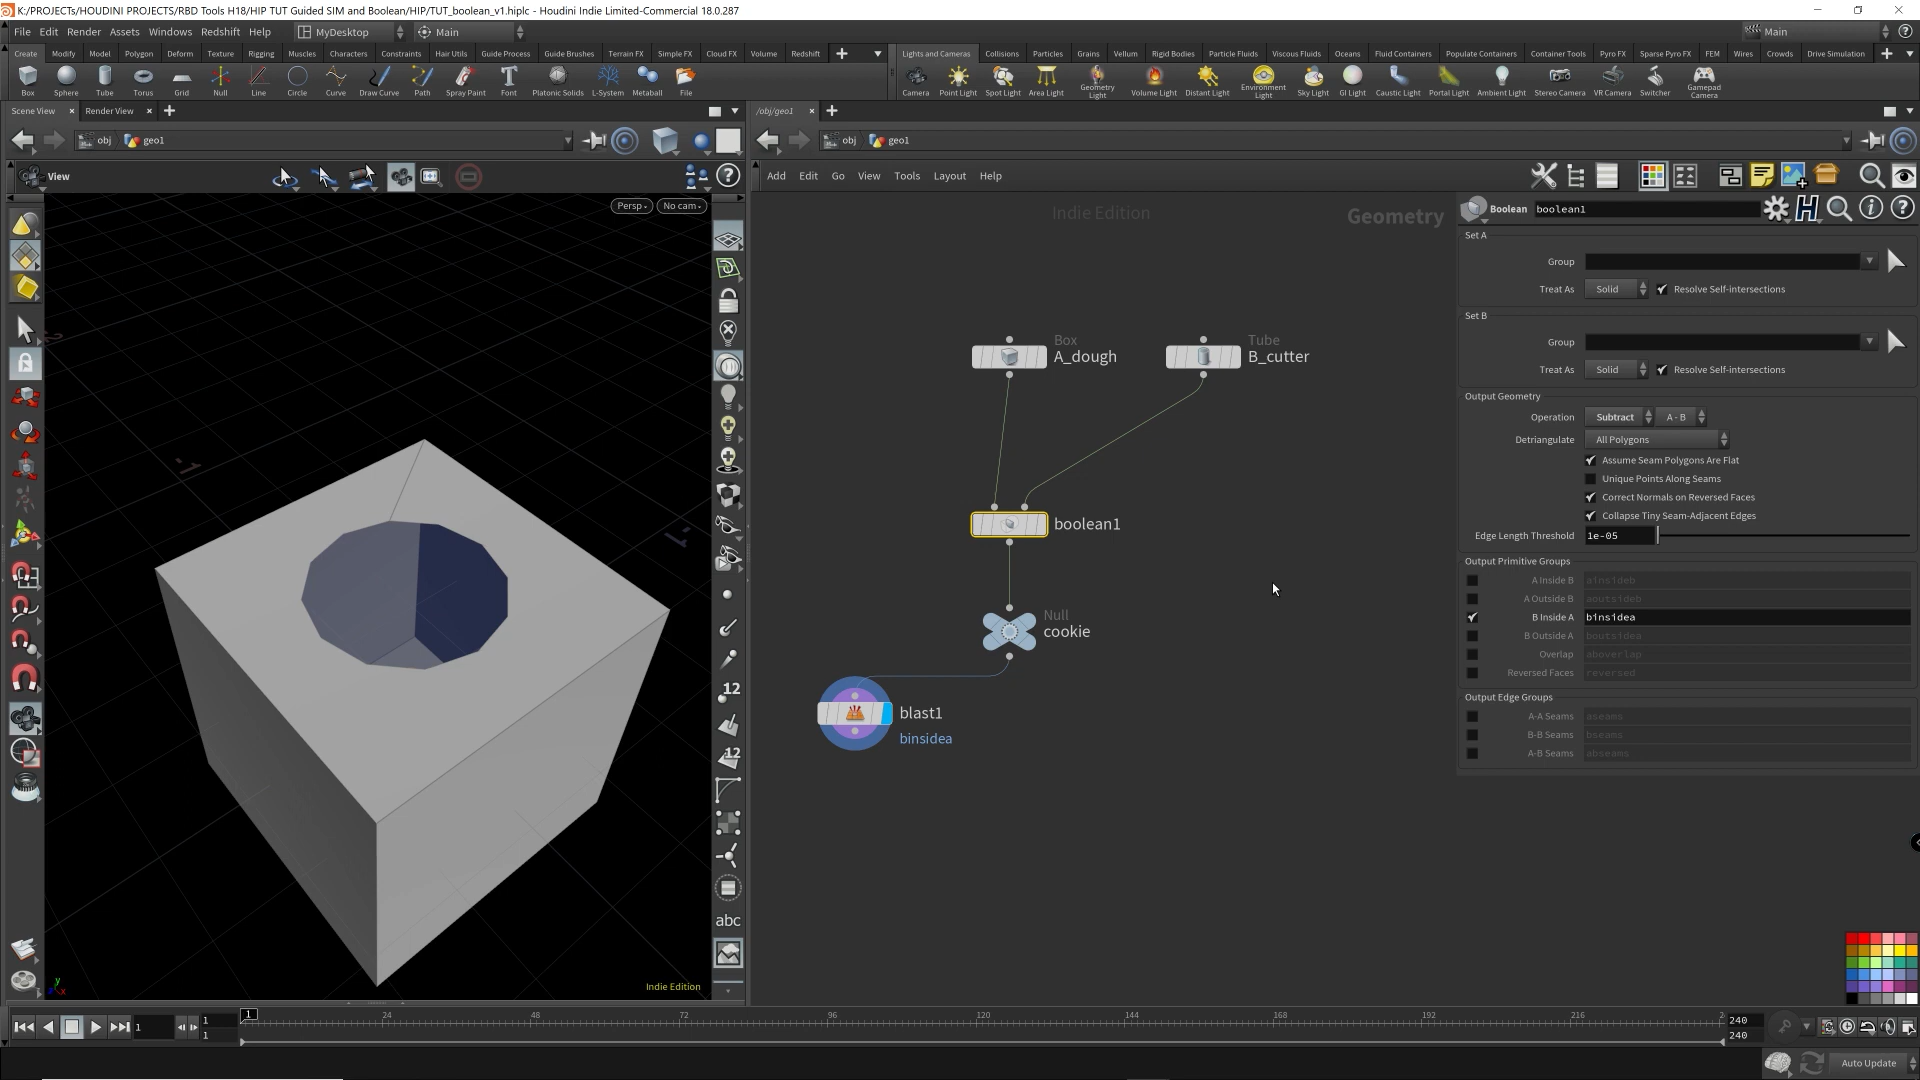 K:/PROJECTs/HOUDINI PROJECTS/RBD Tools H18/HIP TUT Guided SIM and Boolean/HIP/TUT_boolean_v1.hiplc - Houdini Indie Limited-Commercial 18.0.287
File Edit Render Assets Windows Redshift Help MyDesktop Main Main
Create Modify Model Polygon Deform Texture Rigging Muscles Characters Constraints Hair Utils Guide Process Guide Brushes Terrain FX Simple FX Cloud FX Volume Redshift
Lights and Cameras Collisions Particles Grains Vellum Rigid Bodies Particle Fluids Viscous Fluids Oceans Fluid Containers Populate Containers Container Tools Pyro FX Sparse Pyro FX FEM Wires Crowds Drive Simulation
Box Sphere Tube Torus Grid Null Line Circle Curve Draw Curve Path Spray Paint Font Platonic Solids L-System Metaball File
Camera Point Light Spot Light Area Light Geometry Light Volume Light Distant Light Environment Light Sky Light GI Light Caustic Light Portal Light Ambient Light Stereo Camera VR Camera Switcher Gamepad Camera
Scene View Render View /obj/geo1
obj geo1 obj geo1
View
Add Edit Go View Tools Layout Help
Persp No cam
Indie Edition Geometry
Boolean boolean1
Set A
Group
Treat As Solid Resolve Self-intersections
Set B
Group
Treat As Solid Resolve Self-intersections
Output Geometry
Operation Subtract A - B
Detriangulate All Polygons
Assume Seam Polygons Are Flat
Unique Points Along Seams
Correct Normals on Reversed Faces
Collapse Tiny Seam-Adjacent Edges
Edge Length Threshold 1e-05
Output Primitive Groups
A Inside B ainsideb
A Outside B aoutsideb
B Inside A binsidea
B Outside A boutsidea
Overlap aboverlap
Reversed Faces reversed
Output Edge Groups
A-A Seams aseams
B-B Seams bseams
A-B Seams abseams
Box
A_dough
Tube
B_cutter
boolean1
Null
cookie
blast1
binsidea
12
12
abc
Indie Edition
1 1 1 1 24 48 72 96 120 144 168 192 216 2 240
240
Auto Update